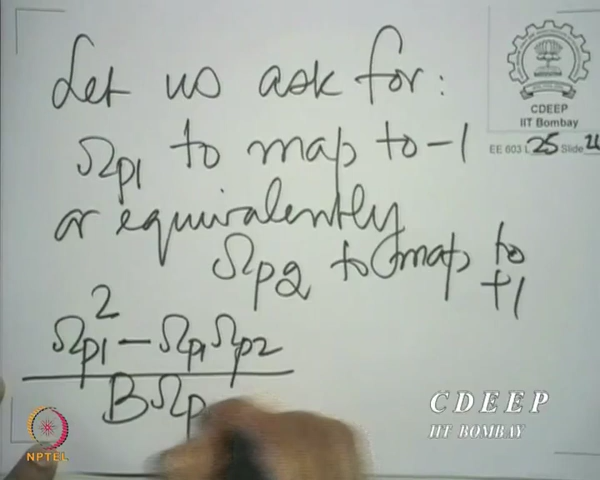 Let us ask for:
Ωp1 to map to -1
or equivalently
Ωp2 to map to
+1
Ωp1² - Ωp1Ωp2
BΩp
CDEEP
IIT Bombay
EE 603 L 25 Slide
CDEEP
IIT BOMBAY
NPTEL